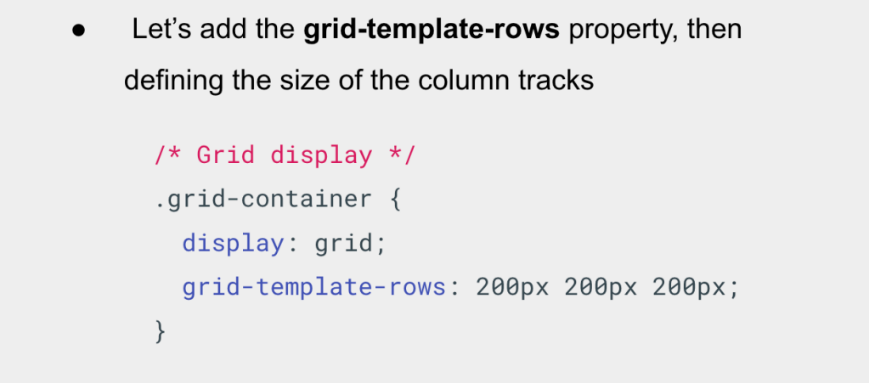 ● Let’s add the grid-template-rows property, then
defining the size of the column tracks
/* Grid display */
.grid-container {
display: grid;
grid-template-rows: 200px 200px 200px;
}